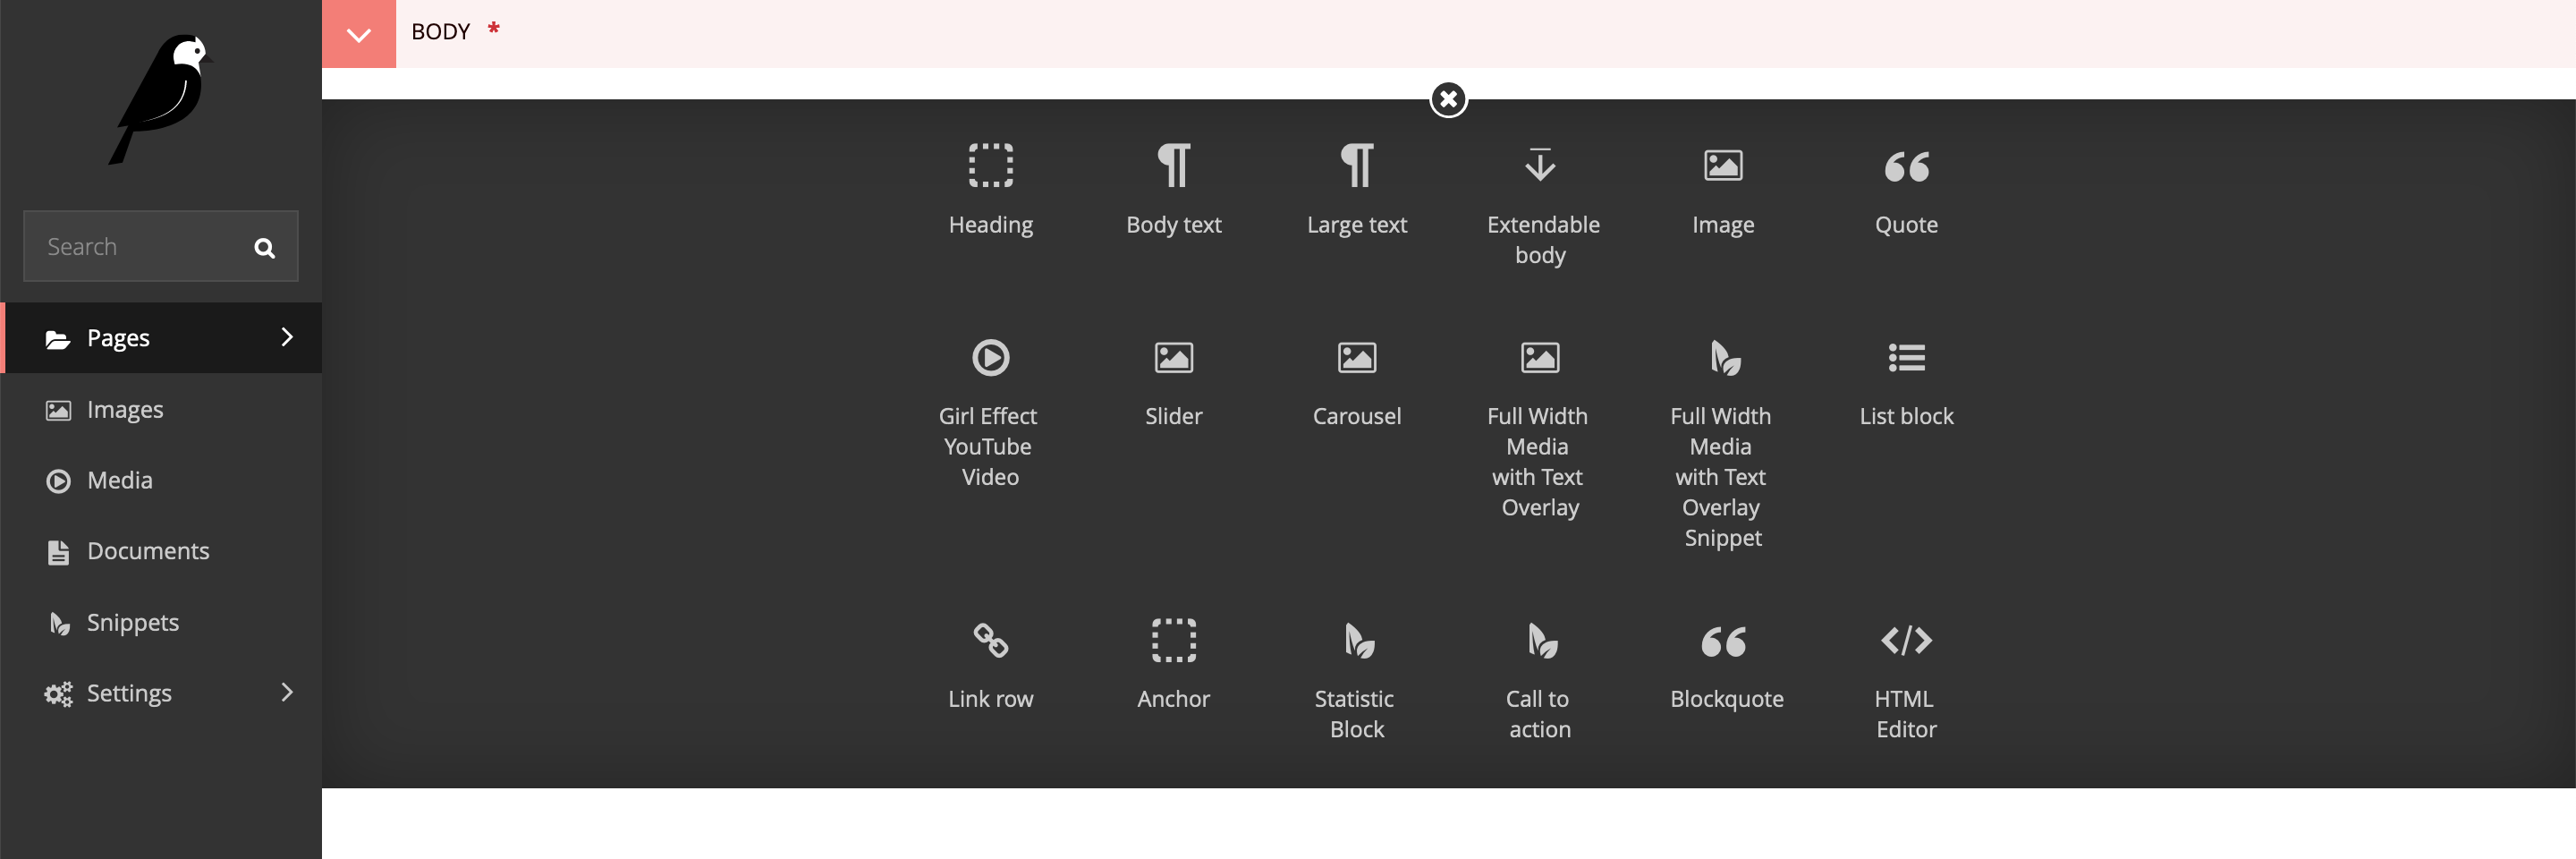 BODY *
Search
Pages
Images
Media
Documents
Snippets
Settings
Heading
Body text
Large text
Extendable
body
Image
Quote
Girl Effect
YouTube
Video
Slider
Carousel
Full Width
Media
with Text
Overlay
Full Width
Media
with Text
Overlay
Snippet
List block
Link row
Anchor
Statistic
Block
Call to
action
Blockquote
HTML
Editor